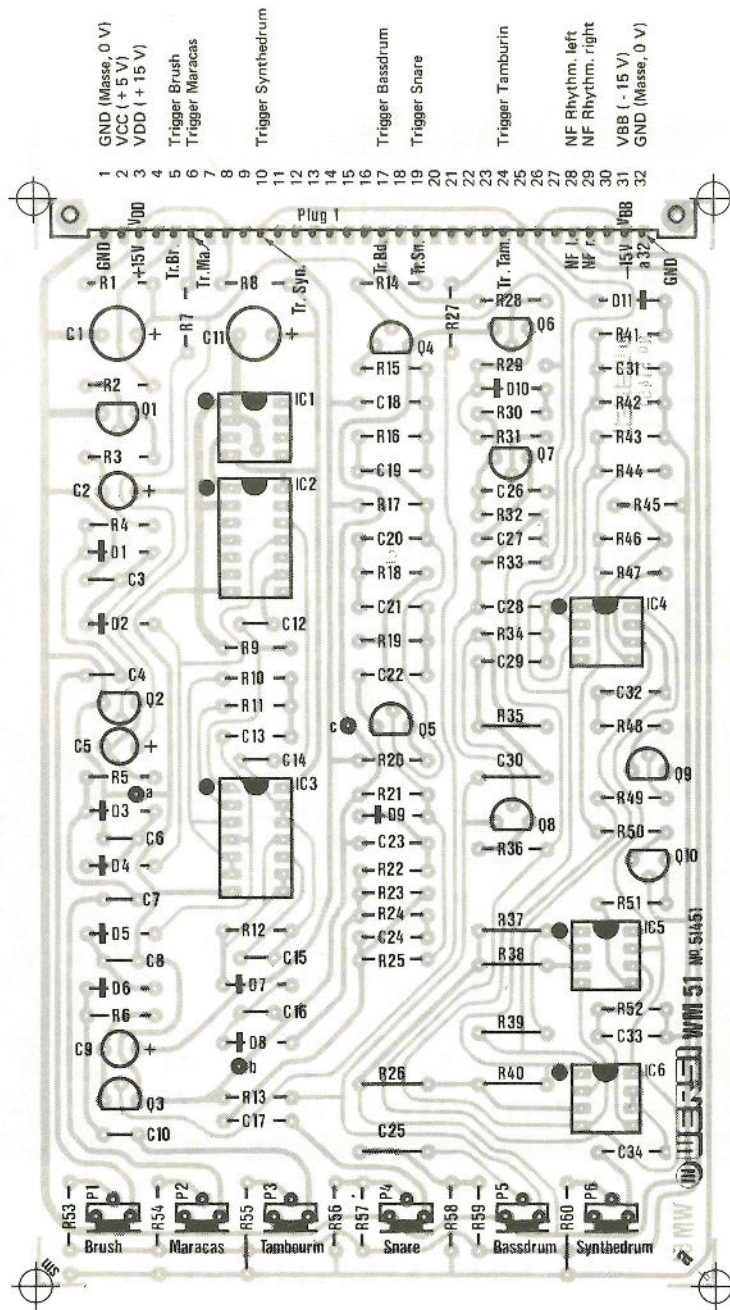 1 GND (Masse, 0 V)
2 VCC (+ 5 V)
3 VDD (+ 15 V)
4
5 Trigger Brush
6 Trigger Maracas
7
8
9
10 Trigger Synthedrum
11
12
13
14
15
16
17 Trigger Bassdrum
18
19 Trigger Snare
20
21
22
23
24 Trigger Tamburin
25
26
27
28 NF Rhythm. left
29 NF Rhythm. right
30
31 VBB ( - 15 V)
32 GND (Masse, 0 V)
Plug 1
GND
+15V
VDD
Tr.Br.
Tr.Ma.
Tr. Syn.
Tr.Bd.
Tr.Sn.
Tr. Tam.
NF l.
NF r.
-15V
VBB
a 32
GND
R1
C1 +
R2
Q1
R3
C2 +
R4
D1
C3
D2
C4
Q2
C5 +
R5
a
D3
C6
D4
C7
D5
C8
D6
R6
C9 +
Q3
C10
R7
R8
C11 +
IC1
IC2
C12
R9
R10
R11
C13
C14
IC3
R12
C15
D7
C16
D8
b
R13
C17
R14
Q4
R15
C18
R16
C19
R17
C20
R18
C21
R19
C22
c
Q5
R20
R21
D9
C23
R22
R23
R24
C24
R25
R26
C25
R27
R28
Q6
R29
D10
R30
R31
Q7
C26
R32
C27
R33
C28
R34
C29
R35
C30
Q8
R36
R37
R38
R39
R40
D11
R41
C31
R42
R43
R44
R45
R46
R47
IC4
C32
R48
Q9
R49
R50
Q10
R51
IC5
R52
C33
IC6
C34
WERSI WM 51 No. 51451
R53
P1
R54
P2
R55
P3
R56
R57
P4
R58
R59
P5
R60
P6
Brush
Maracas
Tambourin
Snare
Bassdrum
Synthedrum
sm
a
MW